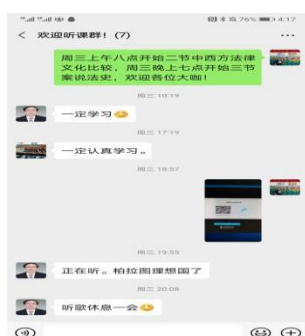 76% 4:17
欢迎听课群！(7)
周三上午八点开始二节中西方法律
文化比较，周三晚上七点开始三节
案说法史，欢迎各位大咖！
周三 10:19
一定学习
周三 17:19
一定认真学习。
周三 18:57
周三 19:55
正在听。柏拉图理想国了
周三 20:08
听歌休息一会